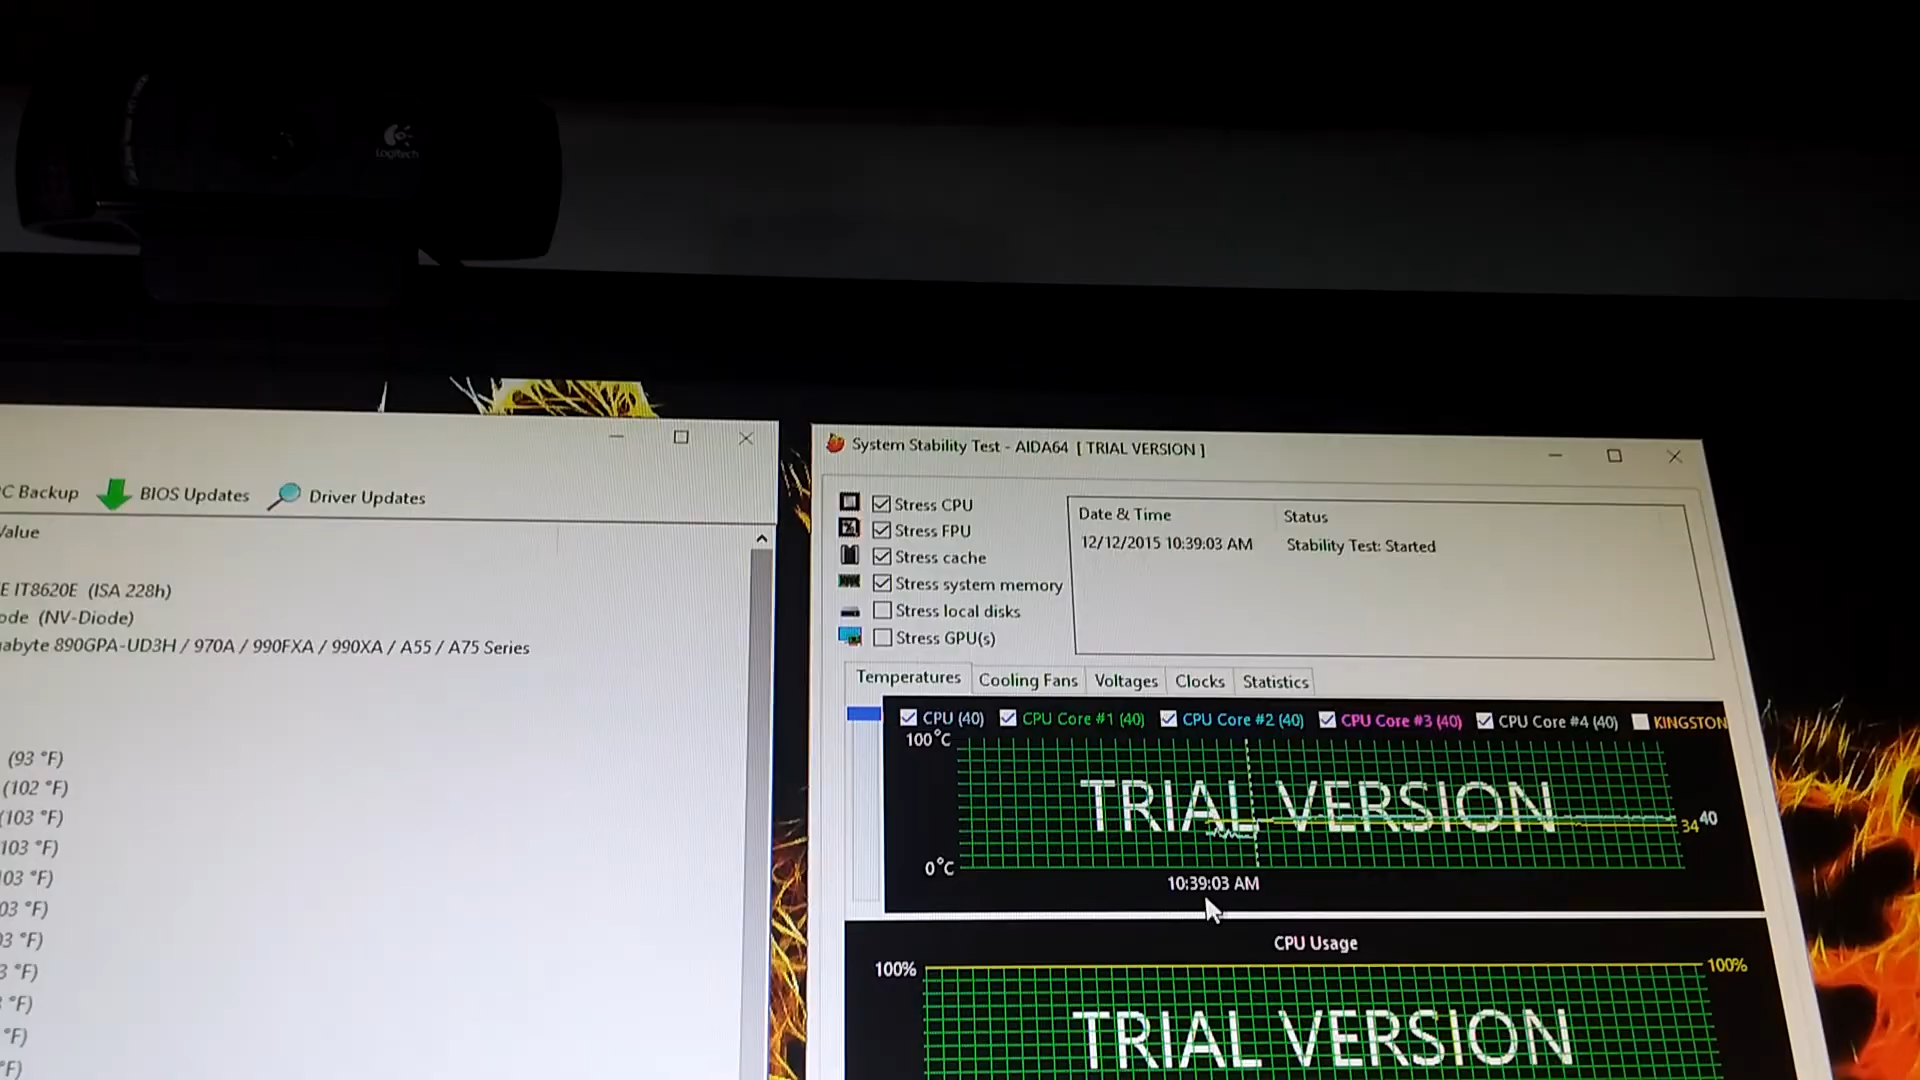 Logitech
C Backup BIOS Updates Driver Updates
Value
E IT8620E (ISA 228h)
ode (NV-Diode)
abyte 890GPA-UD3H / 970A / 990FXA / 990XA / A55 / A75 Series
(93 °F)
(102 °F)
(103 °F)
103 °F)
03 °F)
03 °F)
3 °F)
3 °F)
°F)
°F)
°F)
System Stability Test - AIDA64 [ TRIAL VERSION ]
Stress CPU
Stress FPU
Stress cache
Stress system memory
Stress local disks
Stress GPU(s)
Date & Time Status
12/12/2015 10:39:03 AM Stability Test: Started
Temperatures Cooling Fans Voltages Clocks Statistics
CPU (40) CPU Core #1 (40) CPU Core #2 (40) CPU Core #3 (40) CPU Core #4 (40) KINGSTON
100°C
TRIAL VERSION
34 40
0°C
10:39:03 AM
CPU Usage
100% 100%
TRIAL VERSION